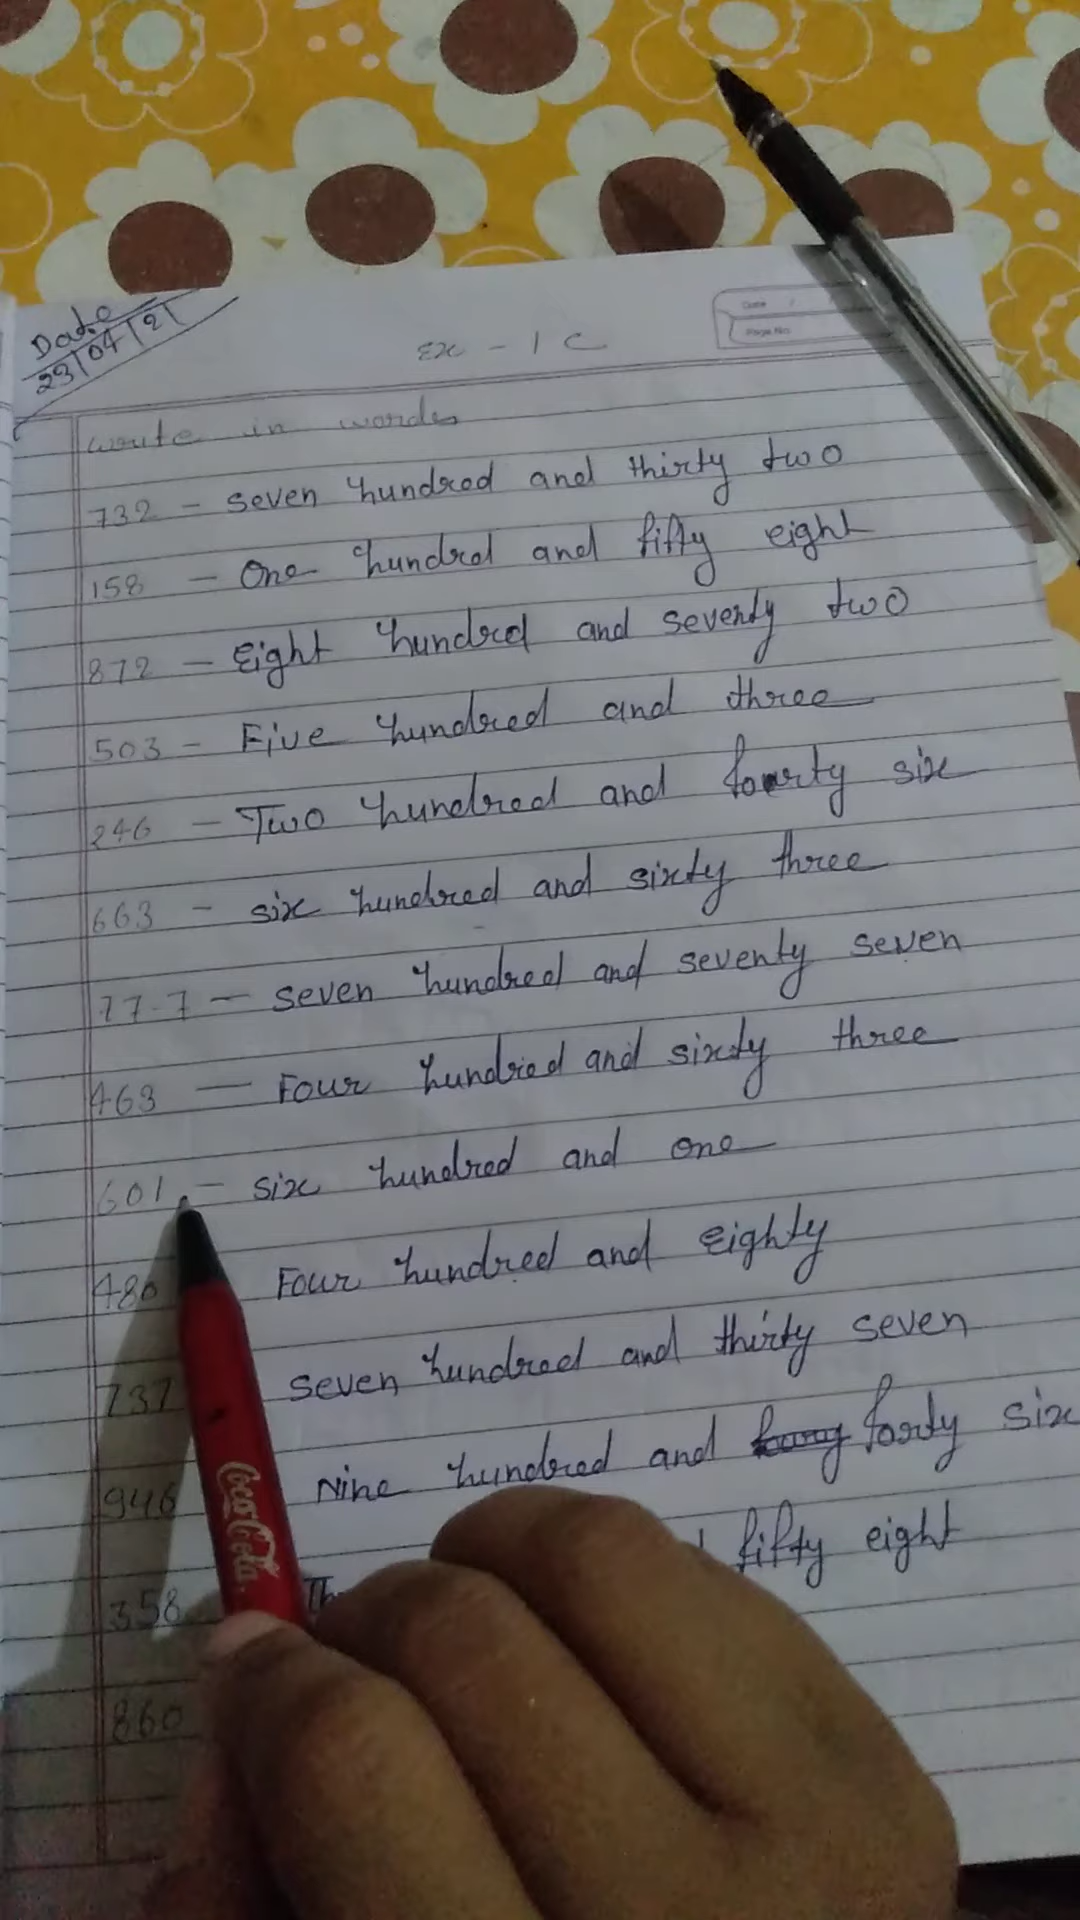 Date
23/04/21
Date / /
Page No.
Ex - 1 C
write in wordes
732 - seven hundred and thirty two
158 - One hundred and fifty eight
872 - Eight hundred and seventy two
503 - Five hundred and three
246 - Two hundred and forty six
663 - six hundred and sixty three
777 - seven hundred and seventy seven
463 - Four hundred and sixty three
601 - six hundred and one
480 Four hundred and Eighty
737 seven hundred and thirty seven
946 Nine hundred and forty six
358 Th fifty eight
860
Coca Cola